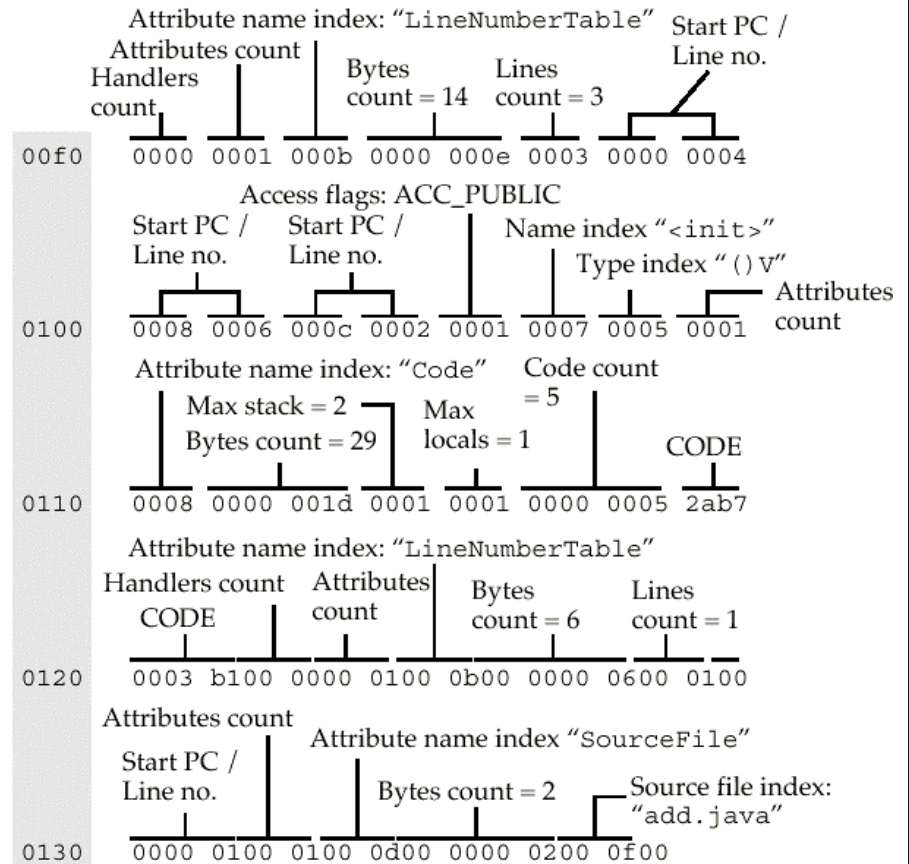 Attribute name index: “LineNumberTable”
Attributes count
Start PC /
Line no.
Handlers
count
Bytes
count = 14
Lines
count = 3
00f0 0000 0001 000b 0000 000e 0003 0000 0004
Access flags: ACC_PUBLIC
Start PC /
Line no.
Start PC /
Line no.
Name index “<init>”
Type index “()V”
Attributes
count
0100 0008 0006 000c 0002 0001 0007 0005 0001
Attribute name index: “Code”
Code count
= 5
Max stack = 2
Bytes count = 29
Max
locals = 1
CODE
0110 0008 0000 001d 0001 0001 0000 0005 2ab7
Attribute name index: “LineNumberTable”
Handlers count
CODE
Attributes
count
Bytes
count = 6
Lines
count = 1
0120 0003 b100 0000 0100 0b00 0000 0600 0100
Attributes count
Start PC /
Line no.
Attribute name index “SourceFile”
Bytes count = 2
Source file index:
“add.java”
0130 0000 0100 0100 0d00 0000 0200 0f00